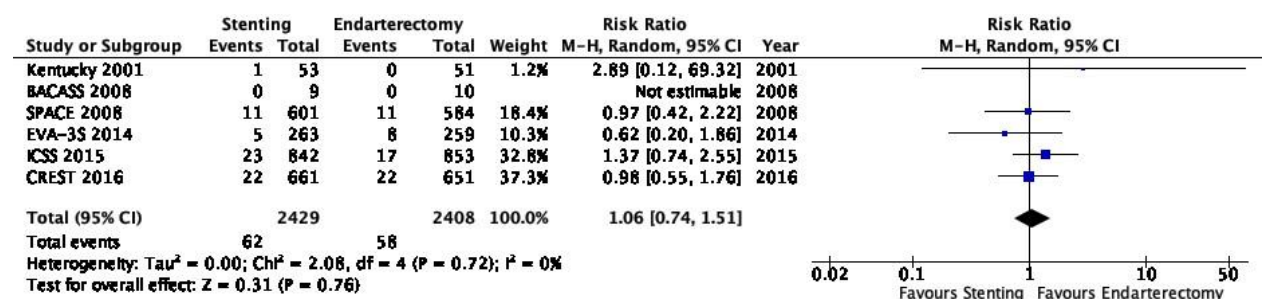 Stenting Endarterectomy Risk Ratio Risk Ratio
Study or Subgroup Events Total Events Total Weight M-H, Random, 95% CI Year M-H, Random, 95% CI
Kentucky 2001 1 53 0 51 1.2% 2.89 [0.12, 69.32] 2001
BACASS 2008 0 9 0 10 Not estimable 2008
SPACE 2008 11 601 11 584 18.4% 0.97 [0.42, 2.22] 2008
EVA-3S 2014 5 263 8 259 10.3% 0.62 [0.20, 1.86] 2014
ICSS 2015 23 842 17 853 32.8% 1.37 [0.74, 2.55] 2015
CREST 2016 22 661 22 651 37.3% 0.98 [0.55, 1.76] 2016
Total (95% CI) 2429 2408 100.0% 1.06 [0.74, 1.51]
Total events 62 58
Heterogeneity: Tau² = 0.00; Chi² = 2.08, df = 4 (P = 0.72); I² = 0%
Test for overall effect: Z = 0.31 (P = 0.76)
0.02 0.1 1 10 50
Favours Stenting Favours Endarterectomy